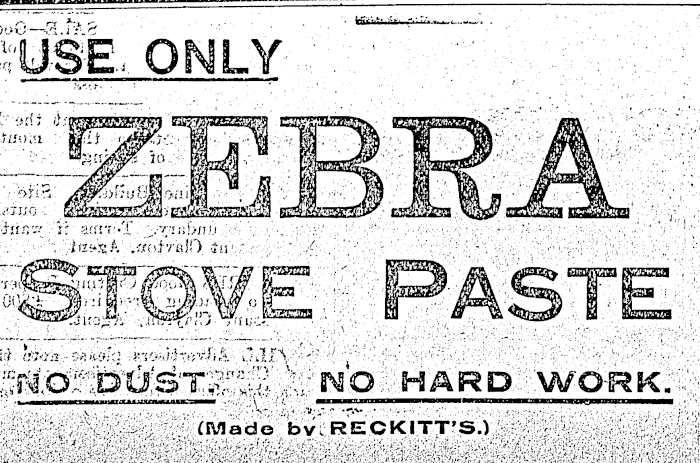 USE ONLY
ZEBRA
STOVE PASTE
NO DUST. NO HARD WORK.
(Made by RECKITT'S.)